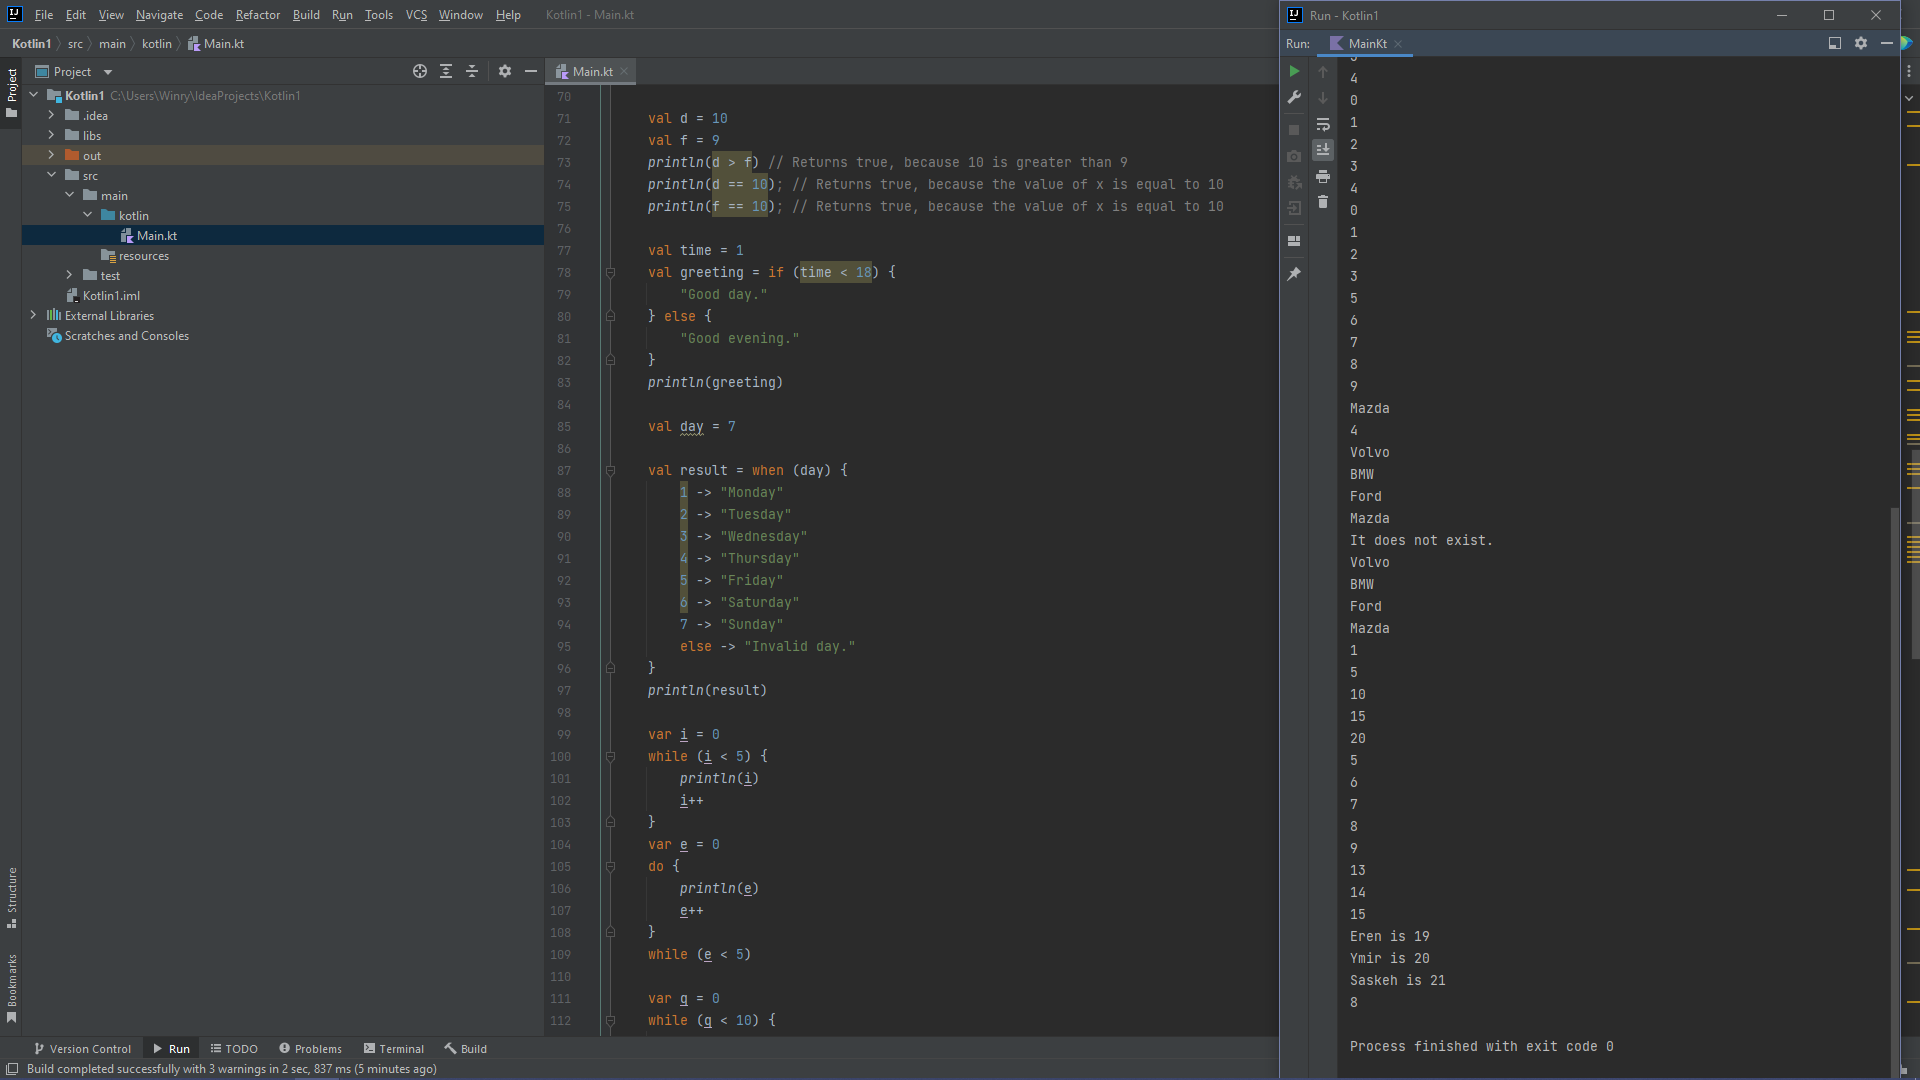 File Edit View Navigate Code Refactor Build Run Tools VCS Window Help Kotlin1 - Main.kt
Kotlin1 src main kotlin Main.kt
Project
Project
Kotlin1 C:\Users\Winry\IdeaProjects\Kotlin1
.idea
libs
out
src
main
kotlin
Main.kt
resources
test
Kotlin1.iml
External Libraries
Scratches and Consoles
Structure
Bookmarks
Main.kt
70
71 val d = 10
72 val f = 9
73 println(d > f) // Returns true, because 10 is greater than 9
74 println(d == 10); // Returns true, because the value of x is equal to 10
75 println(f == 10); // Returns true, because the value of x is equal to 10
76
77 val time = 1
78 val greeting = if (time < 18) {
79 "Good day."
80 } else {
81 "Good evening."
82 }
83 println(greeting)
84
85 val day = 7
86
87 val result = when (day) {
88 1 -> "Monday"
89 2 -> "Tuesday"
90 3 -> "Wednesday"
91 4 -> "Thursday"
92 5 -> "Friday"
93 6 -> "Saturday"
94 7 -> "Sunday"
95 else -> "Invalid day."
96 }
97 println(result)
98
99 var i = 0
100 while (i < 5) {
101 println(i)
102 i++
103 }
104 var e = 0
105 do {
106 println(e)
107 e++
108 }
109 while (e < 5)
110
111 var q = 0
112 while (q < 10) {
Run - Kotlin1
Run: MainKt
4
0
1
2
3
4
0
1
2
3
5
6
7
8
9
Mazda
4
Volvo
BMW
Ford
Mazda
It does not exist.
Volvo
BMW
Ford
Mazda
1
5
10
15
20
5
6
7
8
9
13
14
15
Eren is 19
Ymir is 20
Saskeh is 21
8
Process finished with exit code 0
Version Control Run TODO Problems Terminal Build
Build completed successfully with 3 warnings in 2 sec, 837 ms (5 minutes ago)